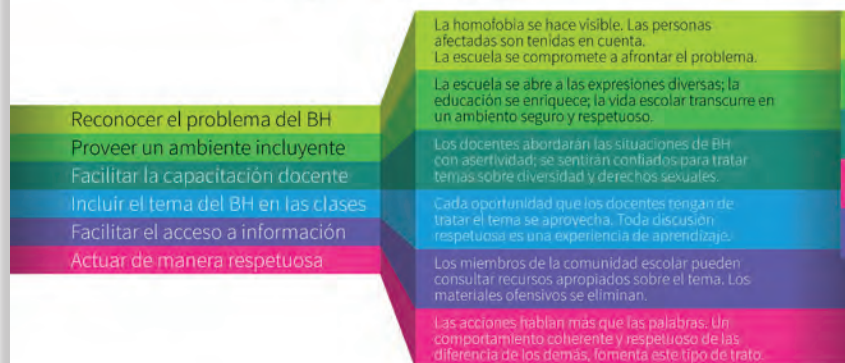 Reconocer el problema del BH
Proveer un ambiente incluyente
Facilitar la capacitación docente
Incluir el tema del BH en las clases
Facilitar el acceso a información
Actuar de manera respetuosa
La homofobia se hace visible. Las personas
afectadas son tenidas en cuenta.
La escuela se compromete a afrontar el problema.
La escuela se abre a las expresiones diversas; la
educación se enriquece; la vida escolar transcurre en
un ambiente seguro y respetuoso.
Los docentes abordarán las situaciones de BH
con asertividad; se sentirán confiados para tratar
temas sobre diversidad y derechos sexuales.
Cada oportunidad que los docentes tengan de
tratar el tema se aprovecha. Toda discusión
respetuosa es una experiencia de aprendizaje.
Los miembros de la comunidad escolar pueden
consultar recursos apropiados sobre el tema. Los
materiales ofensivos se eliminan.
Las acciones hablan más que las palabras. Un
comportamiento coherente y respetuoso de las
diferencia de los demás, fomenta este tipo de trato.